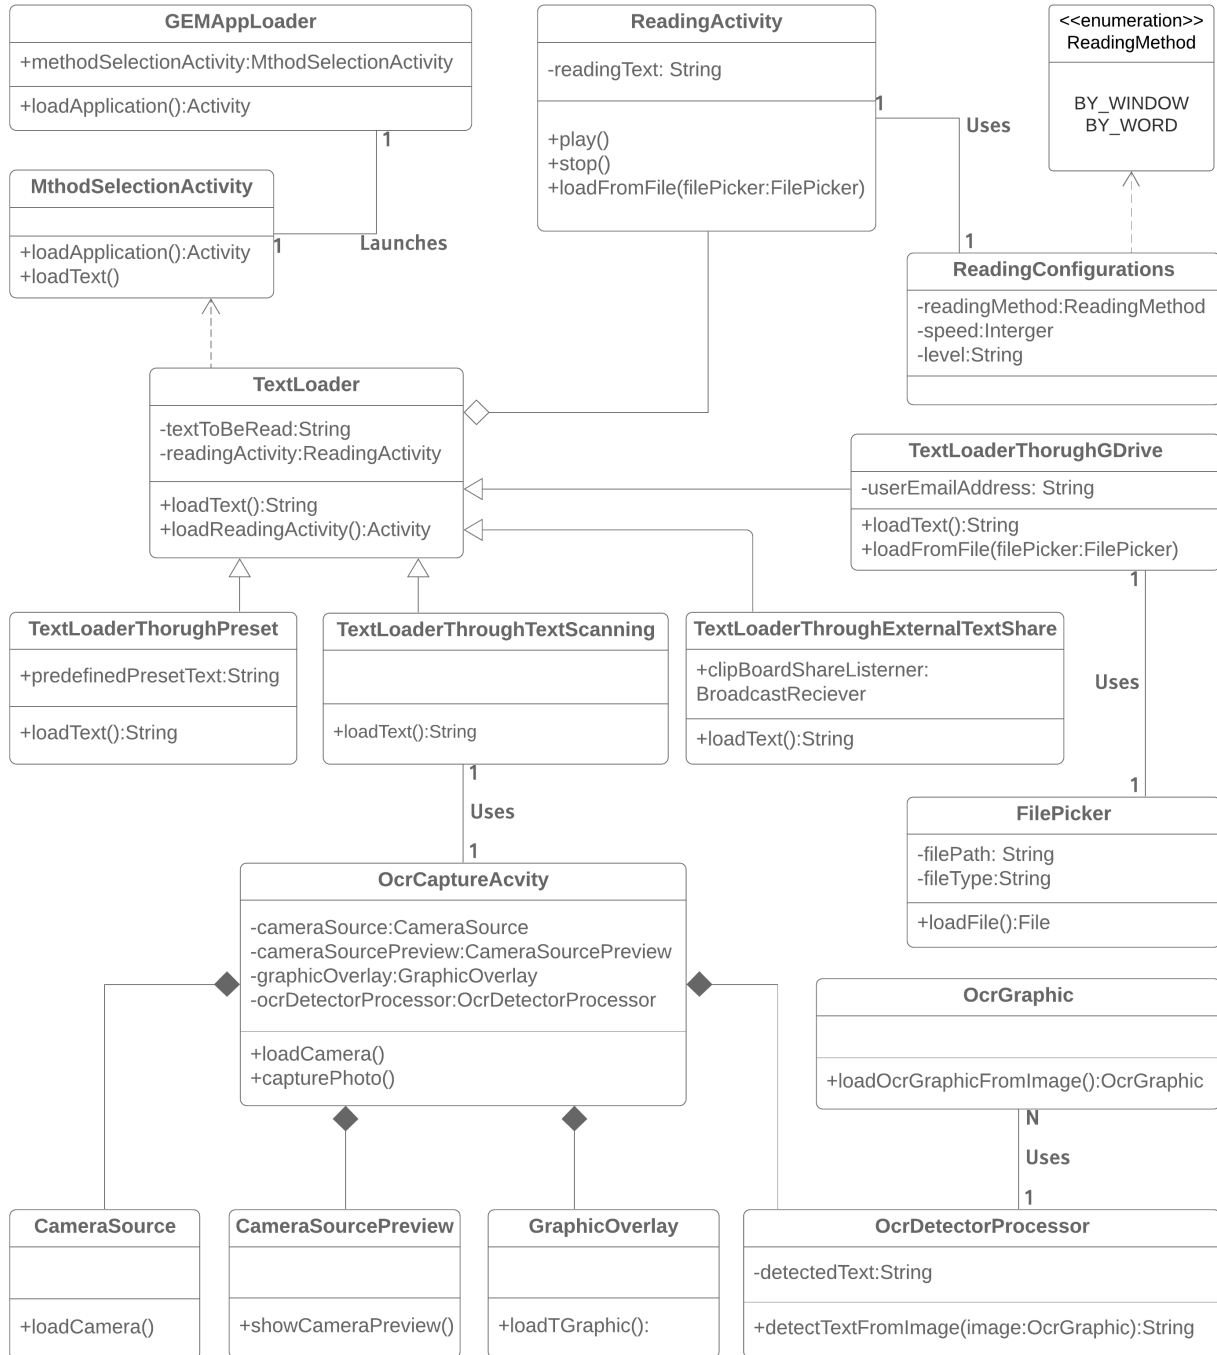 GEMAppLoader
+methodSelectionActivity:MthodSelectionActivity
+loadApplication():Activity
1
ReadingActivity
-readingText: String
+play()
+stop()
+loadFromFile(filePicker:FilePicker)
1
Uses
1
<<enumeration>>
ReadingMethod
BY_WINDOW
BY_WORD
MthodSelectionActivity
+loadApplication():Activity
+loadText()
1
Launches
ReadingConfigurations
-readingMethod:ReadingMethod
-speed:Interger
-level:String
TextLoader
-textToBeRead:String
-readingActivity:ReadingActivity
+loadText():String
+loadReadingActivity():Activity
TextLoaderThorughGDrive
-userEmailAddress: String
+loadText():String
+loadFromFile(filePicker:FilePicker)
1
Uses
1
TextLoaderThorughPreset
+predefinedPresetText:String
+loadText():String
TextLoaderThroughTextScanning
+loadText():String
1
Uses
1
TextLoaderThroughExternalTextShare
+clipBoardShareListerner:
BroadcastReciever
+loadText():String
FilePicker
-filePath: String
-fileType:String
+loadFile():File
OcrCaptureAcvity
-cameraSource:CameraSource
-cameraSourcePreview:CameraSourcePreview
-graphicOverlay:GraphicOverlay
-ocrDetectorProcessor:OcrDetectorProcessor
+loadCamera()
+capturePhoto()
OcrGraphic
+loadOcrGraphicFromImage():OcrGraphic
N
Uses
1
CameraSource
+loadCamera()
CameraSourcePreview
+showCameraPreview()
GraphicOverlay
+loadTGraphic():
OcrDetectorProcessor
-detectedText:String
+detectTextFromImage(image:OcrGraphic):String